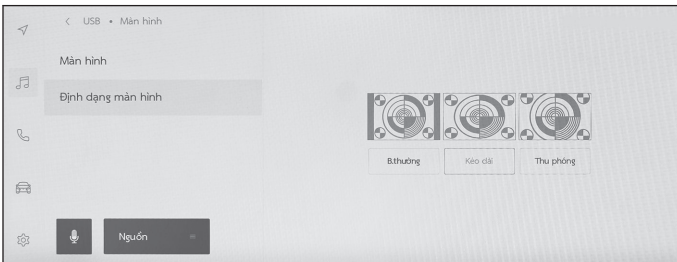 USB • Màn hình
Màn hình
Định dạng màn hình
B.thường
Kéo dài
Thu phóng
Nguồn